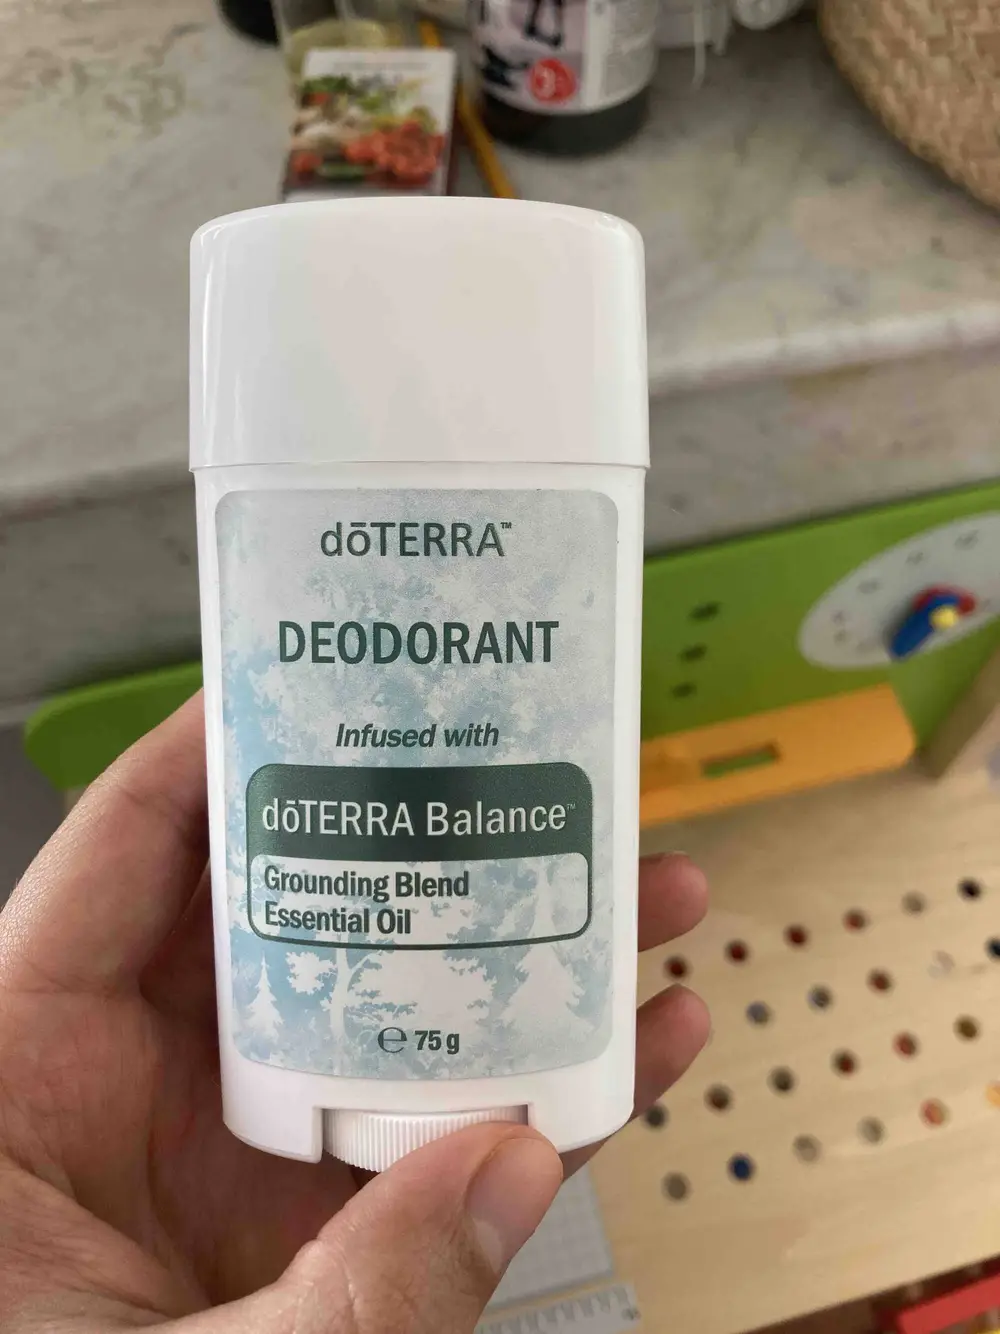 dōTERRA™
DEODORANT
Infused with
dōTERRA Balance™
Grounding Blend
Essential Oil
℮ 75 g